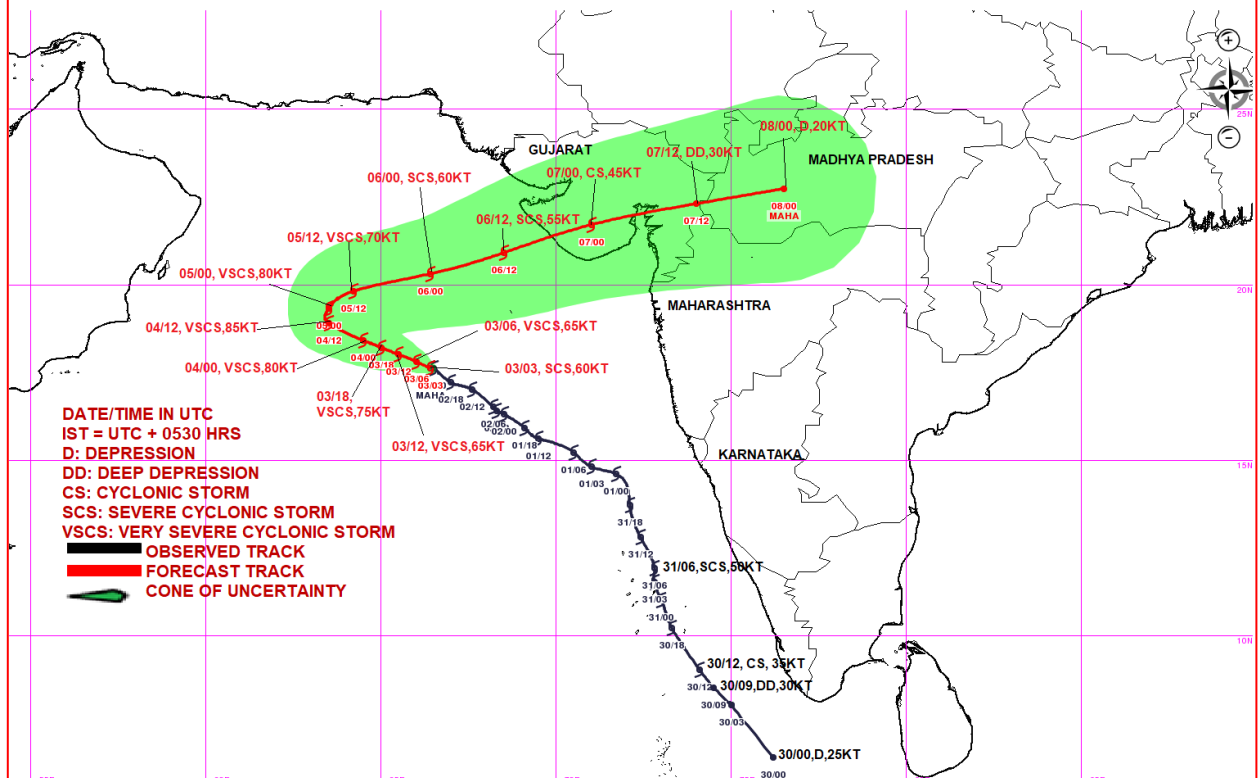 25N
08/00, D,20KT
GUJARAT
07/12, DD,30KT
MADHYA PRADESH
07/00, CS,45KT
06/00, SCS,60KT
08/00
MAHA
07/12
06/12, SCS,55KT
07/00
05/12, VSCS,70KT
06/12
05/00, VSCS,80KT
06/00
20N
05/12
MAHARASHTRA
05/00
04/12
04/12, VSCS,85KT
03/06, VSCS,65KT
04/00
03/18
03/12
03/06
03/03
04/00, VSCS,80KT
03/03, SCS,60KT
MAHA
02/18
02/12
03/18,
VSCS,75KT
02/06
02/00
01/18
01/12
03/12, VSCS,65KT
KARNATAKA
15N
01/06
01/03
01/00
DATE/TIME IN UTC
IST = UTC + 0530 HRS
D: DEPRESSION
DD: DEEP DEPRESSION
CS: CYCLONIC STORM
SCS: SEVERE CYCLONIC STORM
VSCS: VERY SEVERE CYCLONIC STORM
OBSERVED TRACK
FORECAST TRACK
CONE OF UNCERTAINTY
31/18
31/12
31/06,SCS,50KT
31/06
31/03
31/00
10N
30/18
30/12, CS, 35KT
30/12
30/09,DD,30KT
30/09
30/03
30/00,D,25KT
30/00